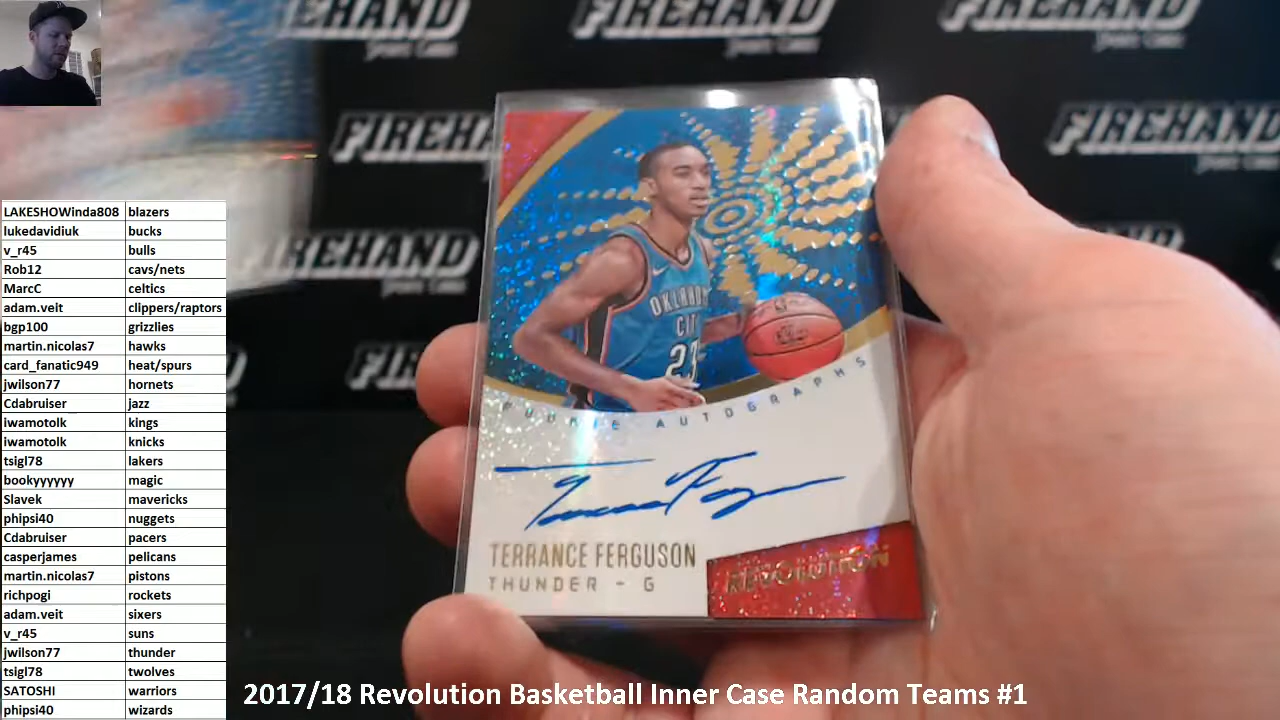 FIREHAND
FIREHAND
FIREHAND
FIREHAND
FIREHAND
LAKESHOWinda808 blazers
lukedavidiuk bucks
v_r45 bulls
Rob12 cavs/nets
MarcC celtics
adam.veit clippers/raptors
bgp100 grizzlies
martin.nicolas7 hawks
card_fanatic949 heat/spurs
jwilson77 hornets
Cdabruiser jazz
iwamotolk kings
iwamotolk knicks
tsigl78 lakers
bookyyyyyy magic
Slavek mavericks
phipsi40 nuggets
Cdabruiser pacers
casperjames pelicans
martin.nicolas7 pistons
richpogi rockets
adam.veit sixers
v_r45 suns
jwilson77 thunder
tsigl78 twolves
SATOSHI warriors
phipsi40 wizards
CITY
23
ROOKIE AUTOGRAPHS
TERRANCE FERGUSON
THUNDER - G
REVOLUTION
2017/18 Revolution Basketball Inner Case Random Teams #1